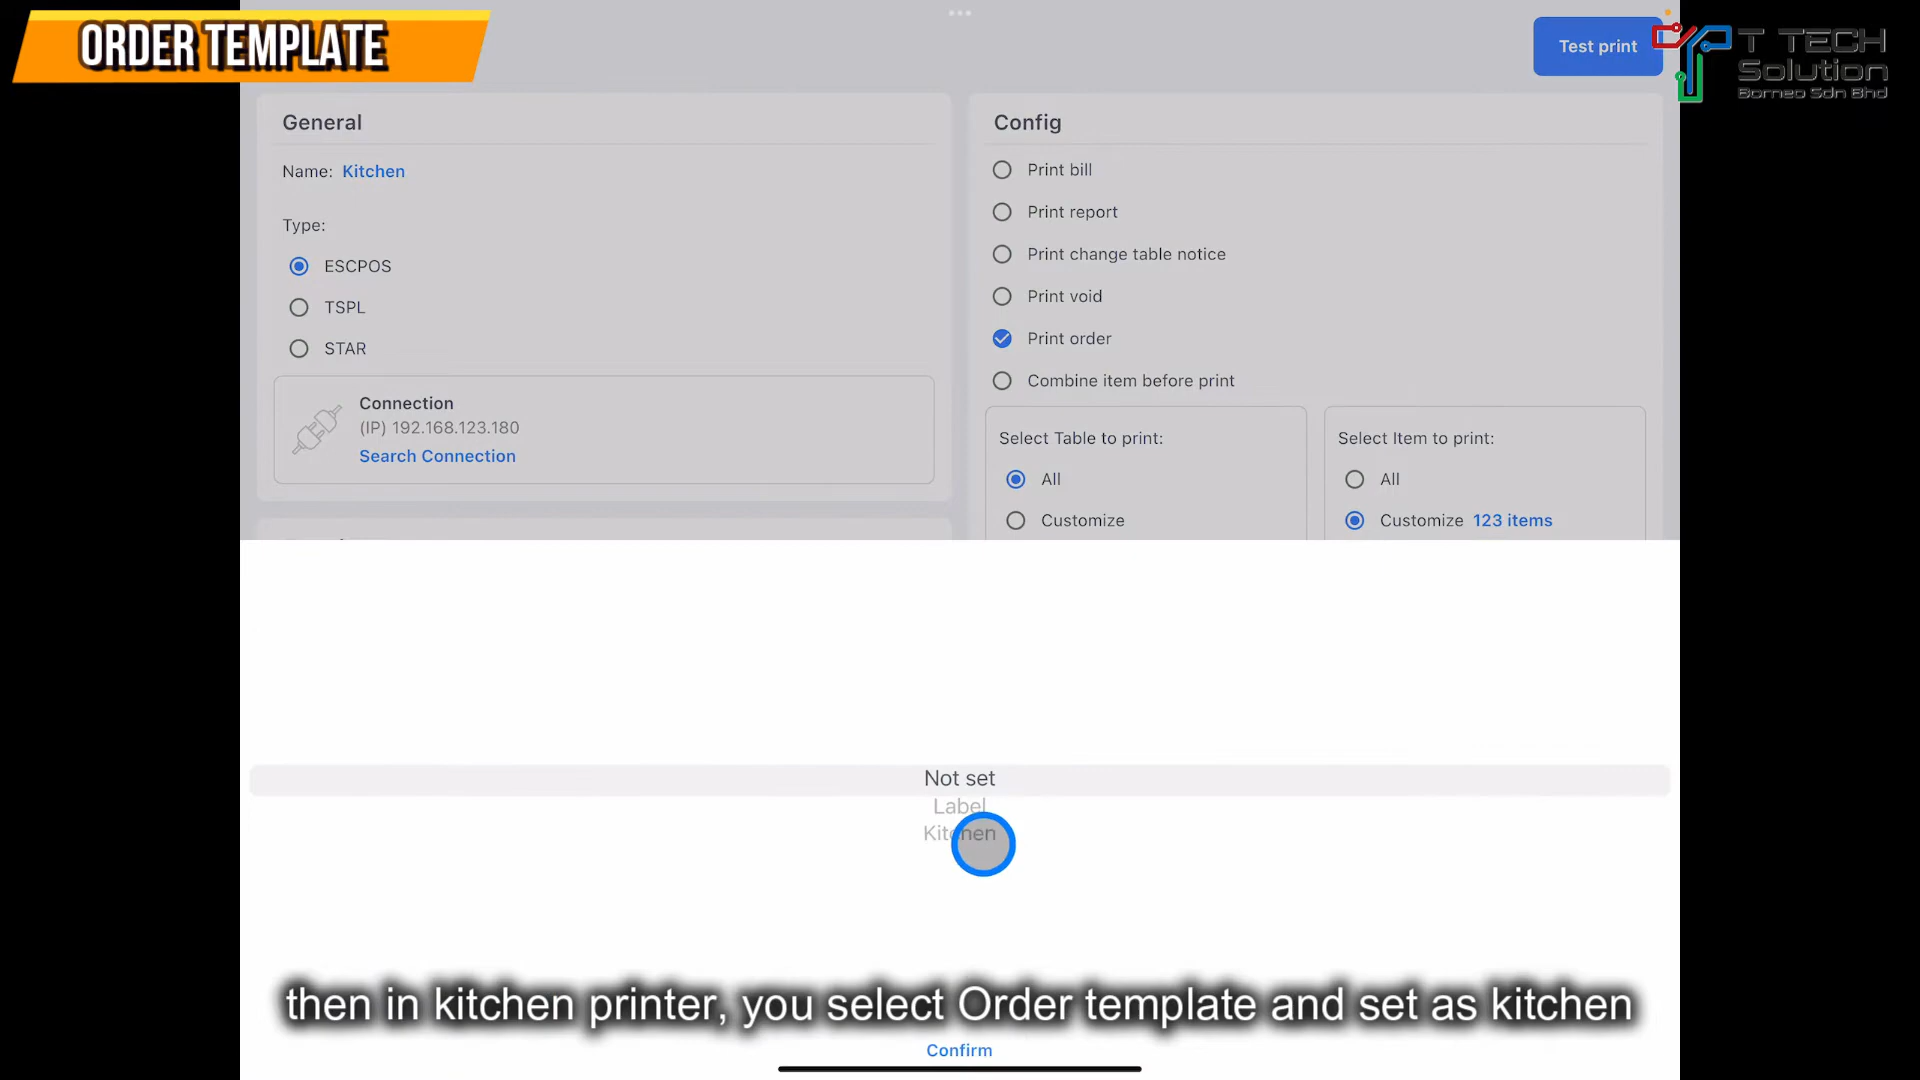 ORDER TEMPLATE
Test print
T TECH
Solution
Borneo Sdn Bhd
General
Name: Kitchen
Type:
ESCPOS
TSPL
STAR
Connection
(IP) 192.168.123.180
Search Connection
Config
Print bill
Print report
Print change table notice
Print void
Print order
Combine item before print
Select Table to print:
All
Customize
Select Item to print:
All
Customize 123 items
Not set
Label
Kitchen
then in kitchen printer, you select Order template and set as kitchen
Confirm